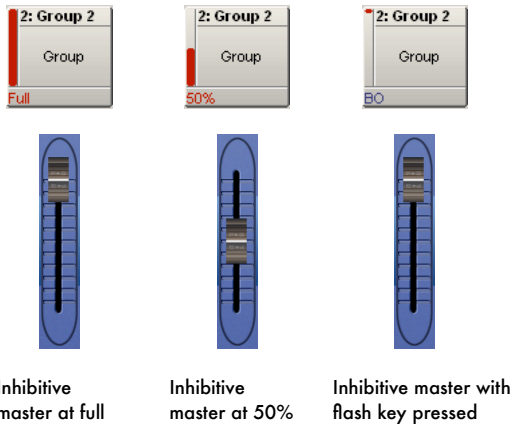 2: Group 2
Group
Full
2: Group 2
Group
50%
2: Group 2
Group
BO
Inhibitive
master at full
Inhibitive
master at 50%
Inhibitive master with
flash key pressed